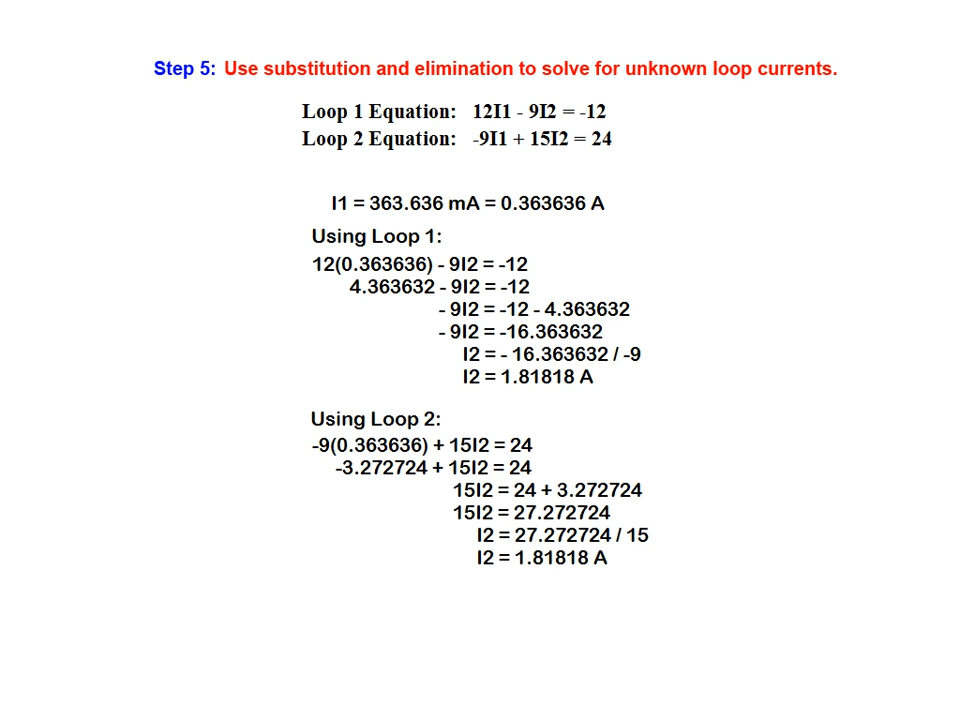 Step 5: Use substitution and elimination to solve for unknown loop currents.
Loop 1 Equation: 12I1 - 9I2 = -12
Loop 2 Equation: -9I1 + 15I2 = 24
I1 = 363.636 mA = 0.363636 A
Using Loop 1:
12(0.363636) - 9I2 = -12
4.363632 - 9I2 = -12
- 9I2 = -12 - 4.363632
- 9I2 = -16.363632
I2 = - 16.363632 / -9
I2 = 1.81818 A
Using Loop 2:
-9(0.363636) + 15I2 = 24
-3.272724 + 15I2 = 24
15I2 = 24 + 3.272724
15I2 = 27.272724
I2 = 27.272724 / 15
I2 = 1.81818 A